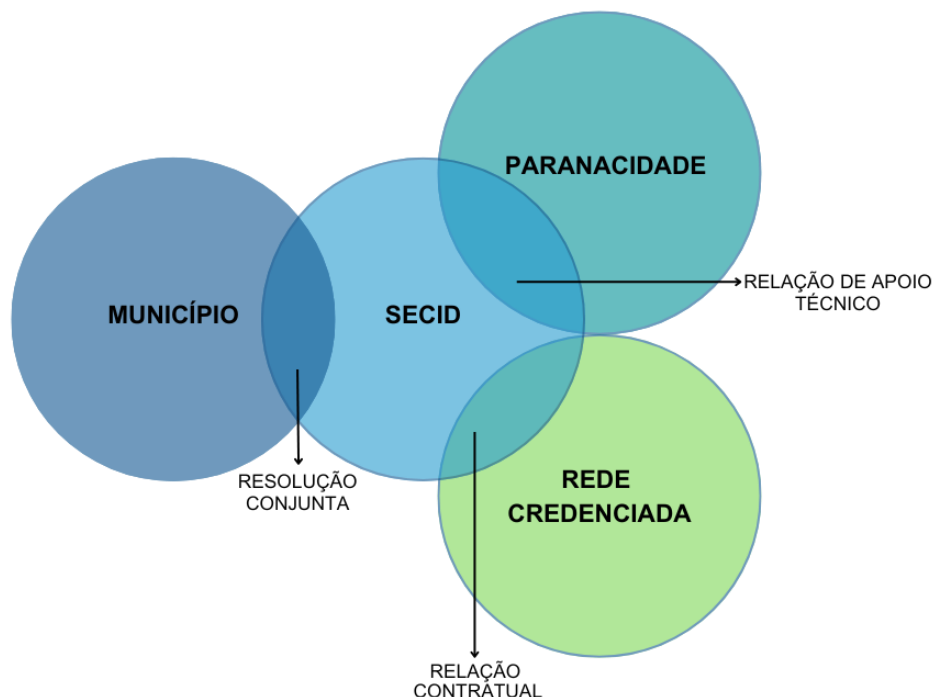 PARANACIDADE
RELAÇÃO DE APOIO
TÉCNICO
MUNICÍPIO
SECID
RESOLUÇÃO
CONJUNTA
REDE
CREDENCIADA
RELAÇÃO
CONTRATUAL